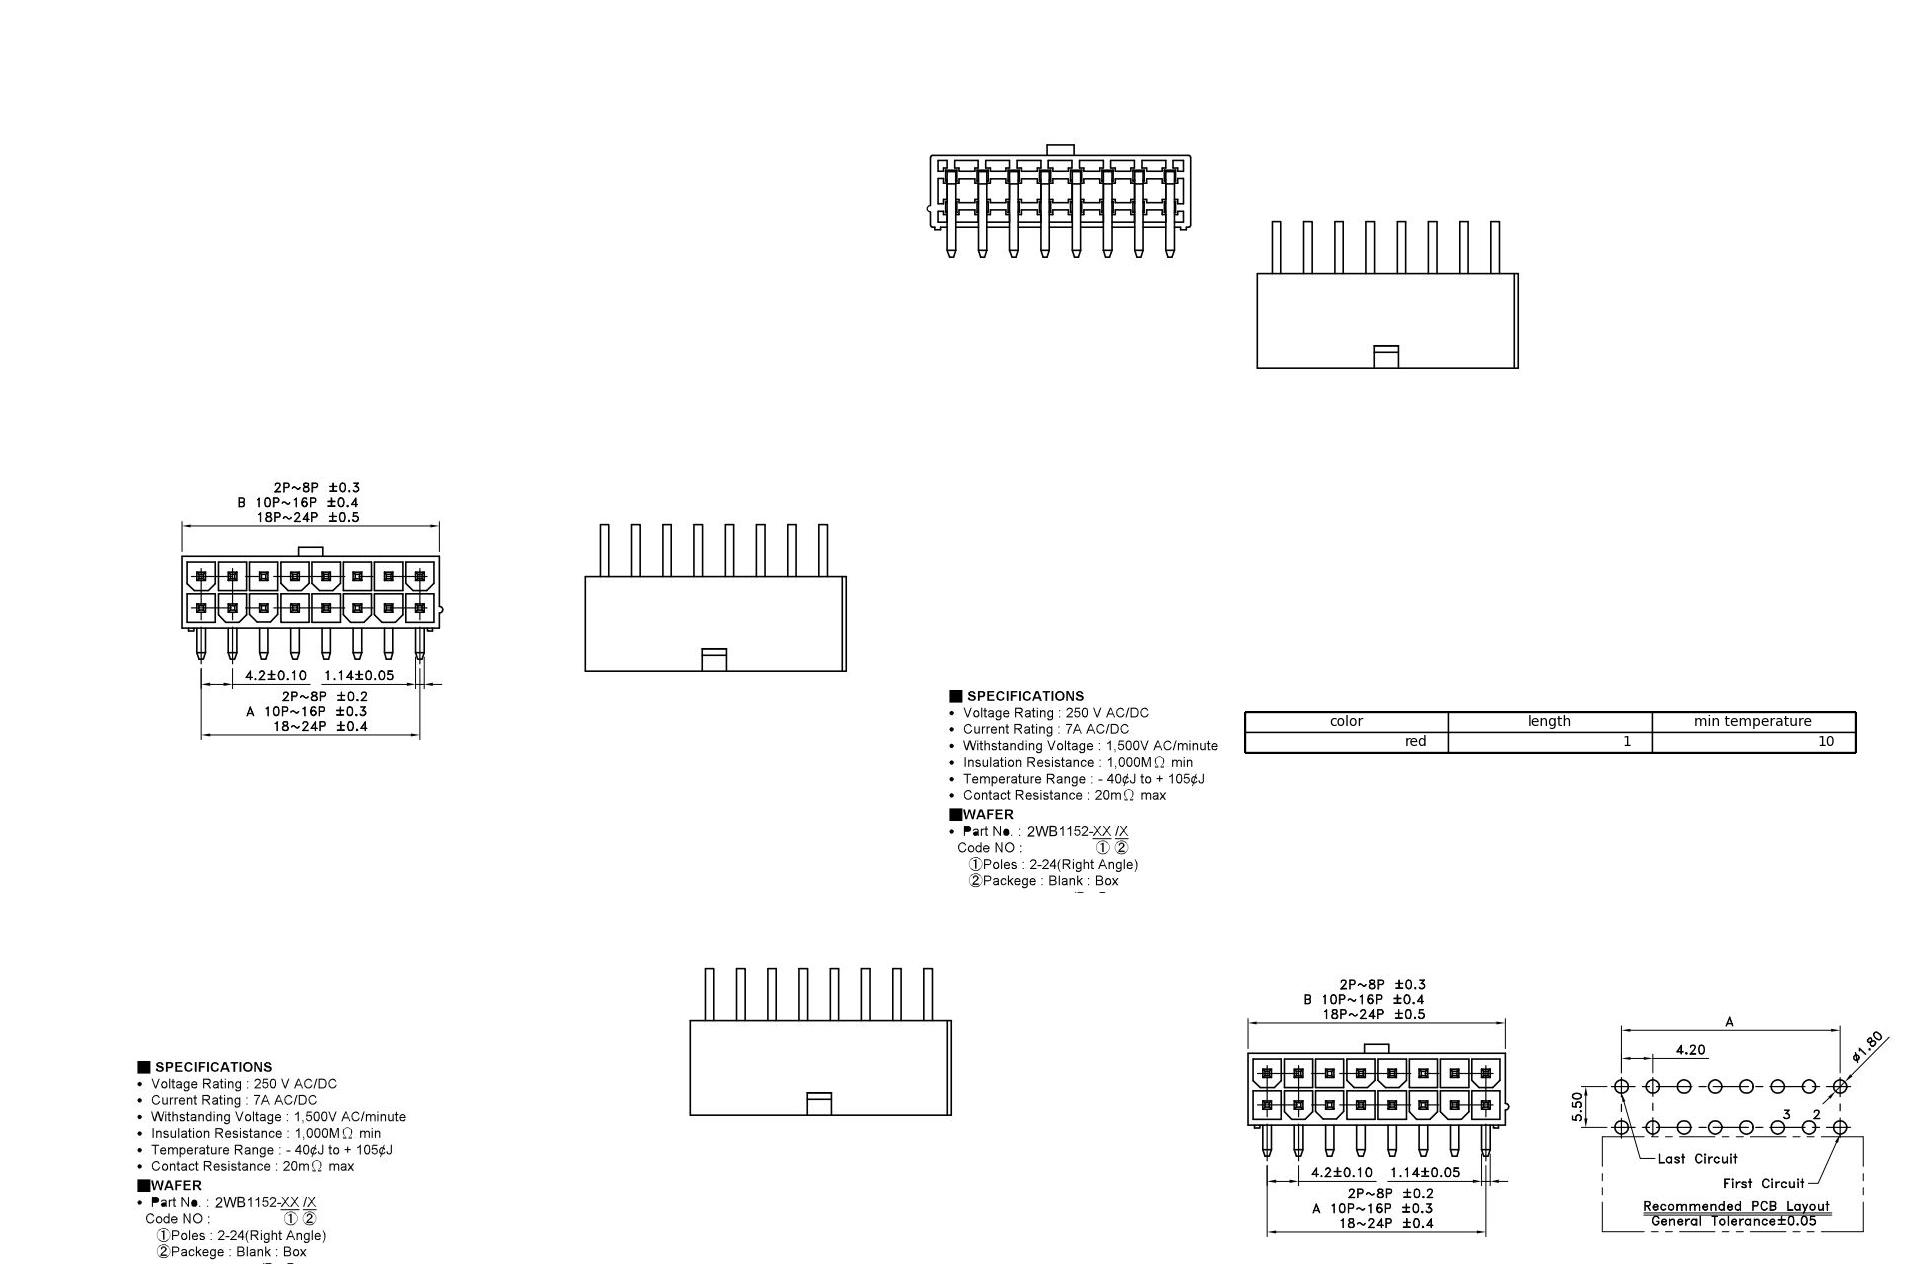 2P~8P ±0.3
B 10P~16P ±0.4
18P~24P ±0.5
4.2±0.10 1.14±0.05
2P~8P ±0.2
A 10P~16P ±0.3
18~24P ±0.4
■ SPECIFICATIONS
• Voltage Rating : 250 V AC/DC
• Current Rating : 7A AC/DC
• Withstanding Voltage : 1,500V AC/minute
• Insulation Resistance : 1,000MΩ min
• Temperature Range : - 40¢J to + 105¢J
• Contact Resistance : 20mΩ max
■WAFER
• Part No. : 2WB1152-XX /X
Code NO : ① ②
①Poles : 2-24(Right Angle)
②Packege : Blank : Box
color length min temperature
red 1 10
■ SPECIFICATIONS
• Voltage Rating : 250 V AC/DC
• Current Rating : 7A AC/DC
• Withstanding Voltage : 1,500V AC/minute
• Insulation Resistance : 1,000MΩ min
• Temperature Range : - 40¢J to + 105¢J
• Contact Resistance : 20mΩ max
■WAFER
• Part No. : 2WB1152-XX /X
Code NO : ① ②
①Poles : 2-24(Right Angle)
②Packege : Blank : Box
2P~8P ±0.3
B 10P~16P ±0.4
18P~24P ±0.5
4.2±0.10 1.14±0.05
2P~8P ±0.2
A 10P~16P ±0.3
18~24P ±0.4
A
4.20
ø1.80
5.50
3 2
Last Circuit
First Circuit
Recommended PCB Layout
General Tolerance±0.05